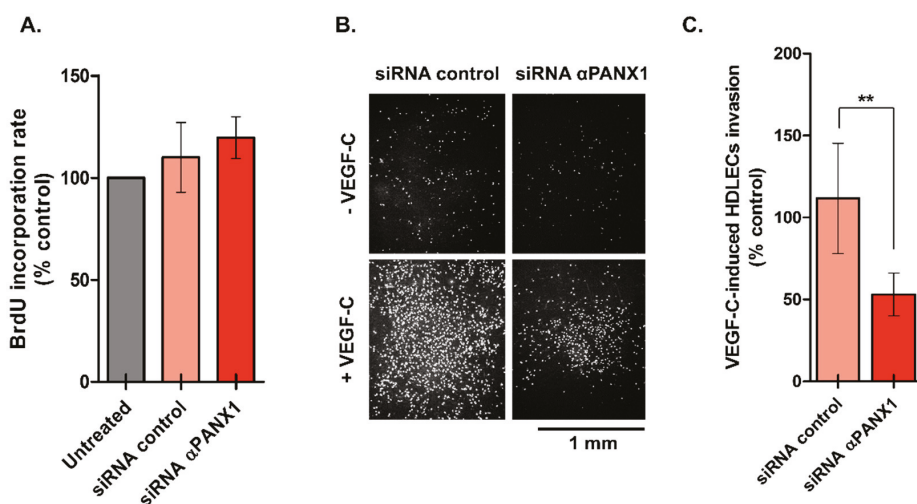 A.
BrdU incorporation rate
(% control)
150
100
50
0
Untreated
siRNA control
siRNA αPANX1
B.
siRNA control
siRNA αPANX1
- VEGF-C
+ VEGF-C
1 mm
C.
VEGF-C-induced HDLECs invasion
(% control)
200
150
100
50
0
**
siRNA control
siRNA αPANX1